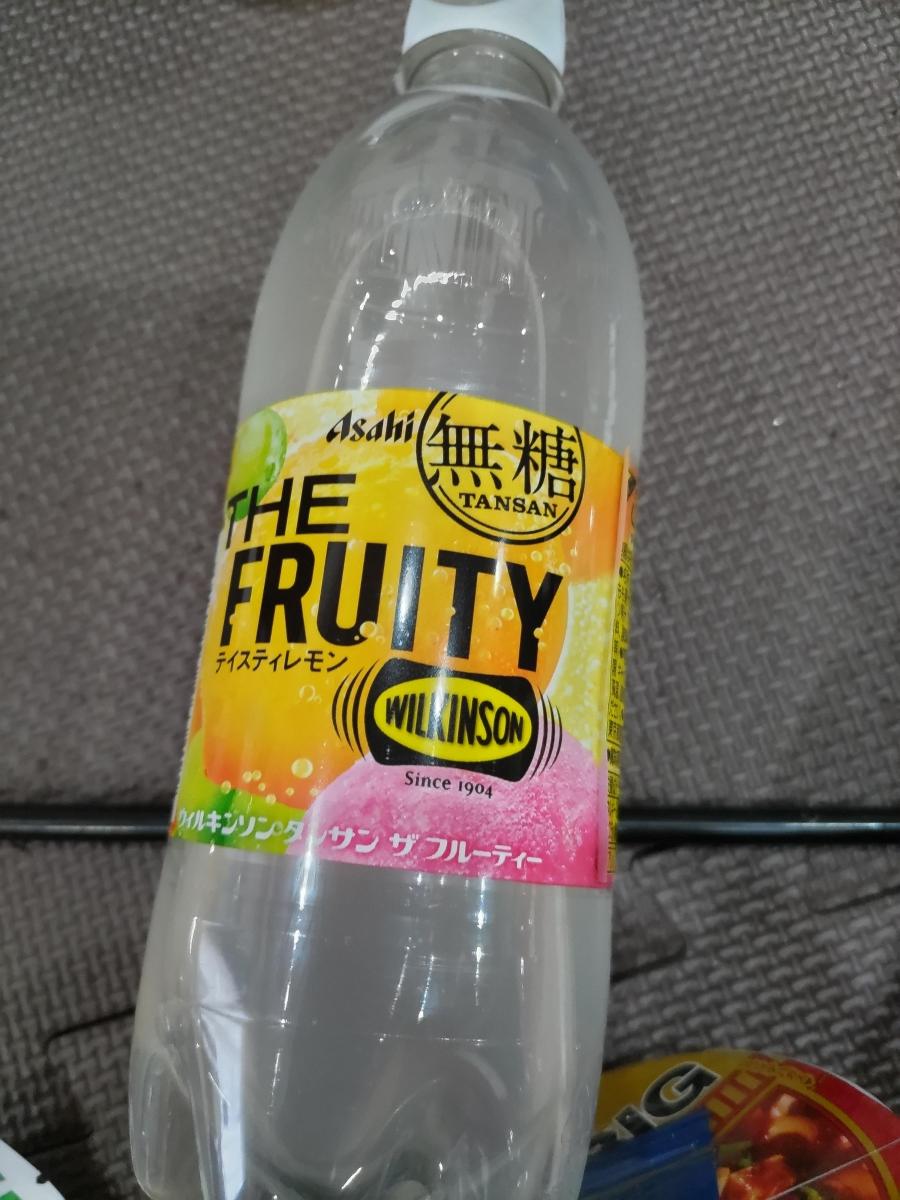 Asahi
無糖
TANSAN
THE
FRUITY
テイスティレモン
WILKINSON
Since 1904
ウィルキンソン タンサン ザ フルーティー
BIG